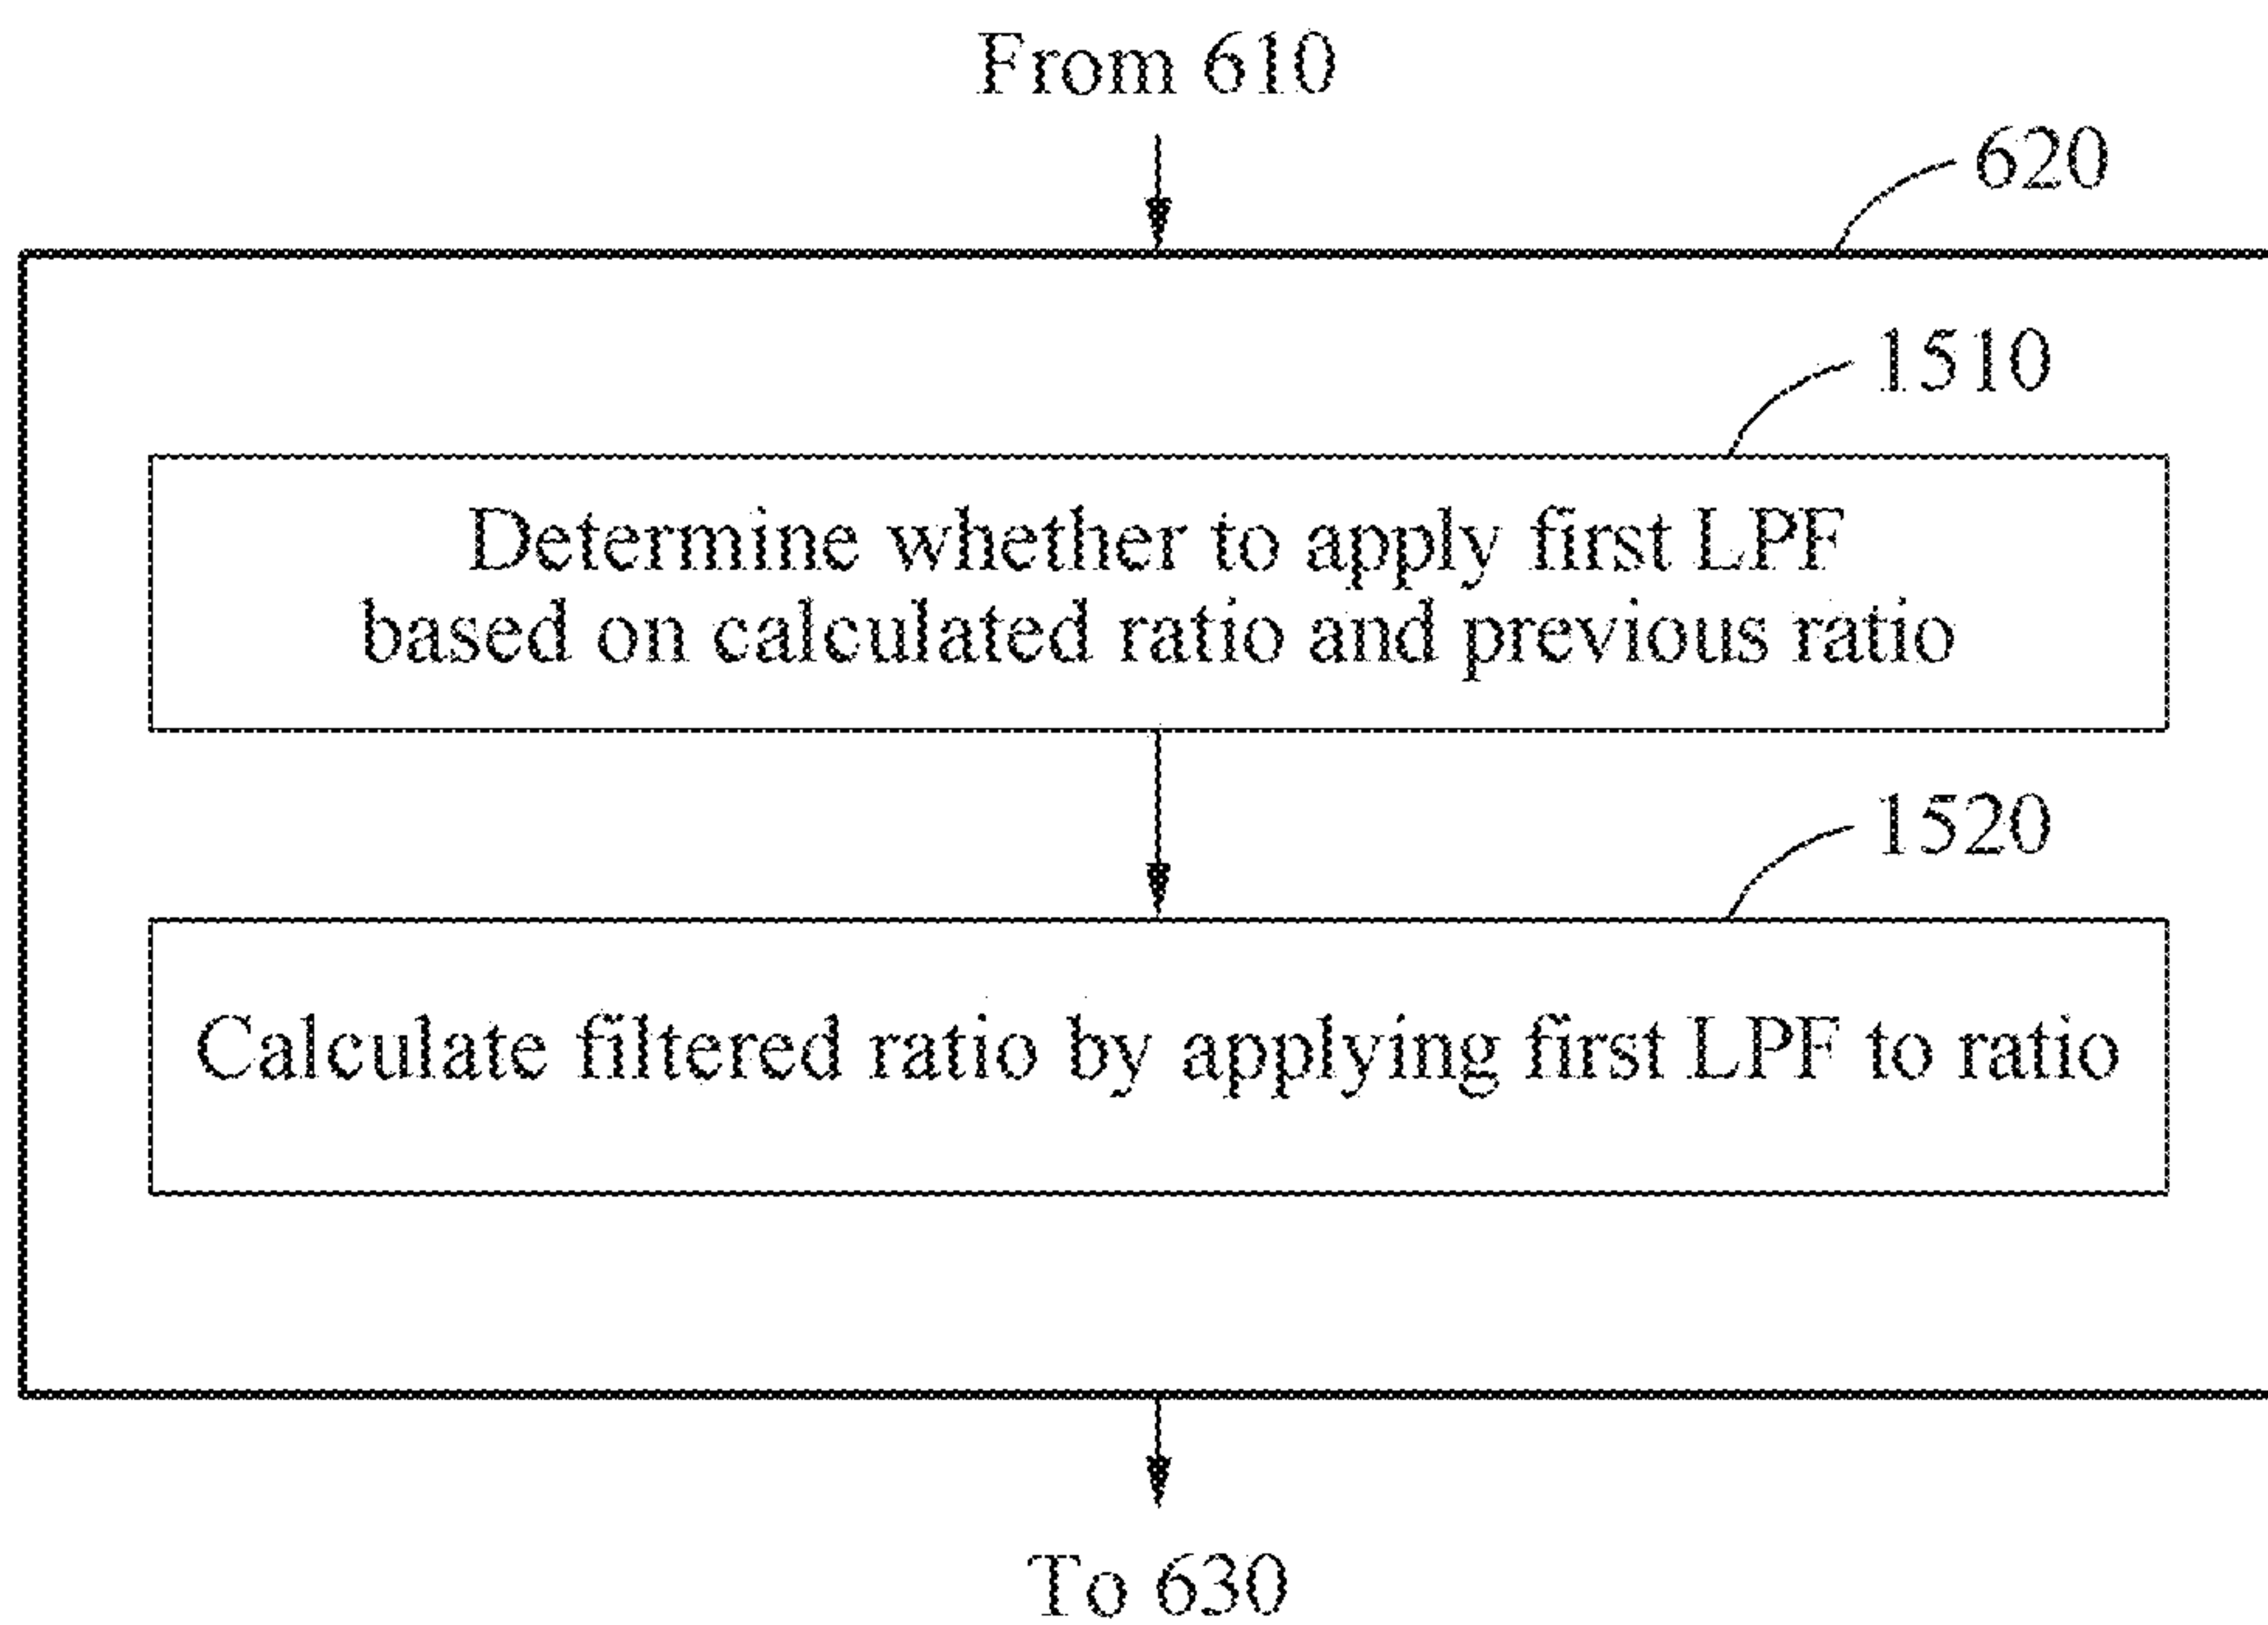 From 610
620
1510
Determine whether to apply first LPF
based on calculated ratio and previous ratio
1520
Calculate filtered ratio by applying first LPF to ratio
To 630